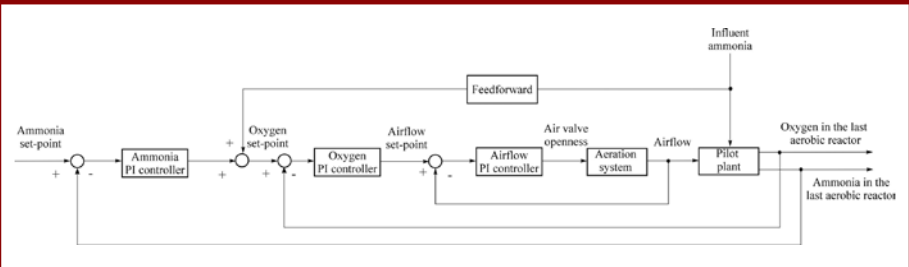 Influent
ammonia
Feedforward
Ammonia
set-point
+
-
Ammonia
PI controller
+
+
Oxygen
set-point
+
-
Oxygen
PI controller
Airflow
set-point
+
-
Airflow
PI controller
Air valve
openness
Aeration
system
Airflow
Pilot
plant
Oxygen in the last
aerobic reactor
Ammonia in the
last aerobic reactor